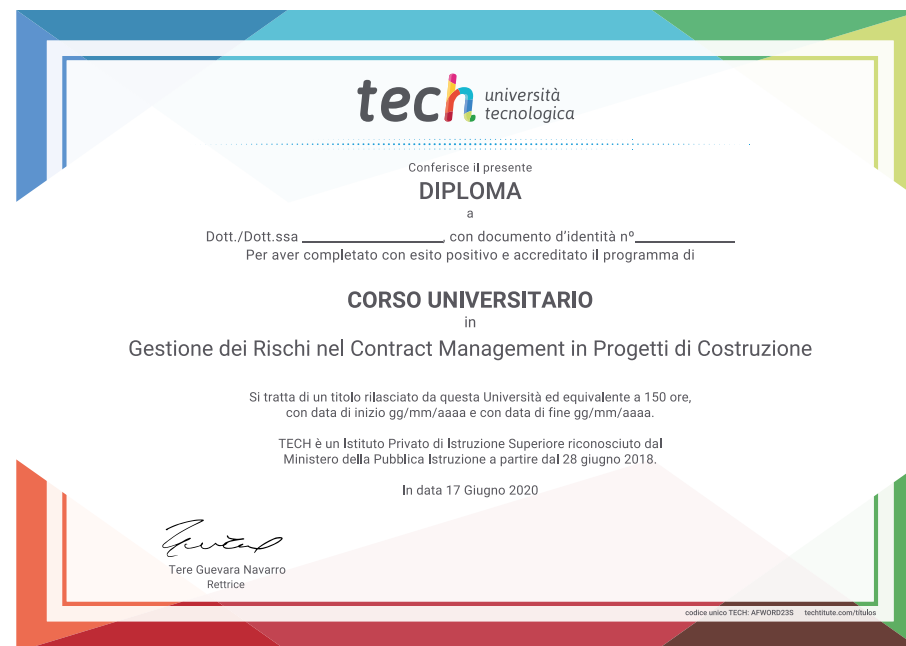 tech università
tecnologica
Conferisce il presente
DIPLOMA
a
Dott./Dott.ssa ____________, con documento d'identità nº____________
Per aver completato con esito positivo e accreditato il programma di
CORSO UNIVERSITARIO
in
Gestione dei Rischi nel Contract Management in Progetti di Costruzione
Si tratta di un titolo rilasciato da questa Università ed equivalente a 150 ore,
con data di inizio gg/mm/aaaa e con data di fine gg/mm/aaaa.
TECH è un Istituto Privato di Istruzione Superiore riconosciuto dal
Ministero della Pubblica Istruzione a partire dal 28 giugno 2018.
In data 17 Giugno 2020
Tere Guevara Navarro
Rettrice
codice unico TECH: AFWORD23S techtitute.com/titulos